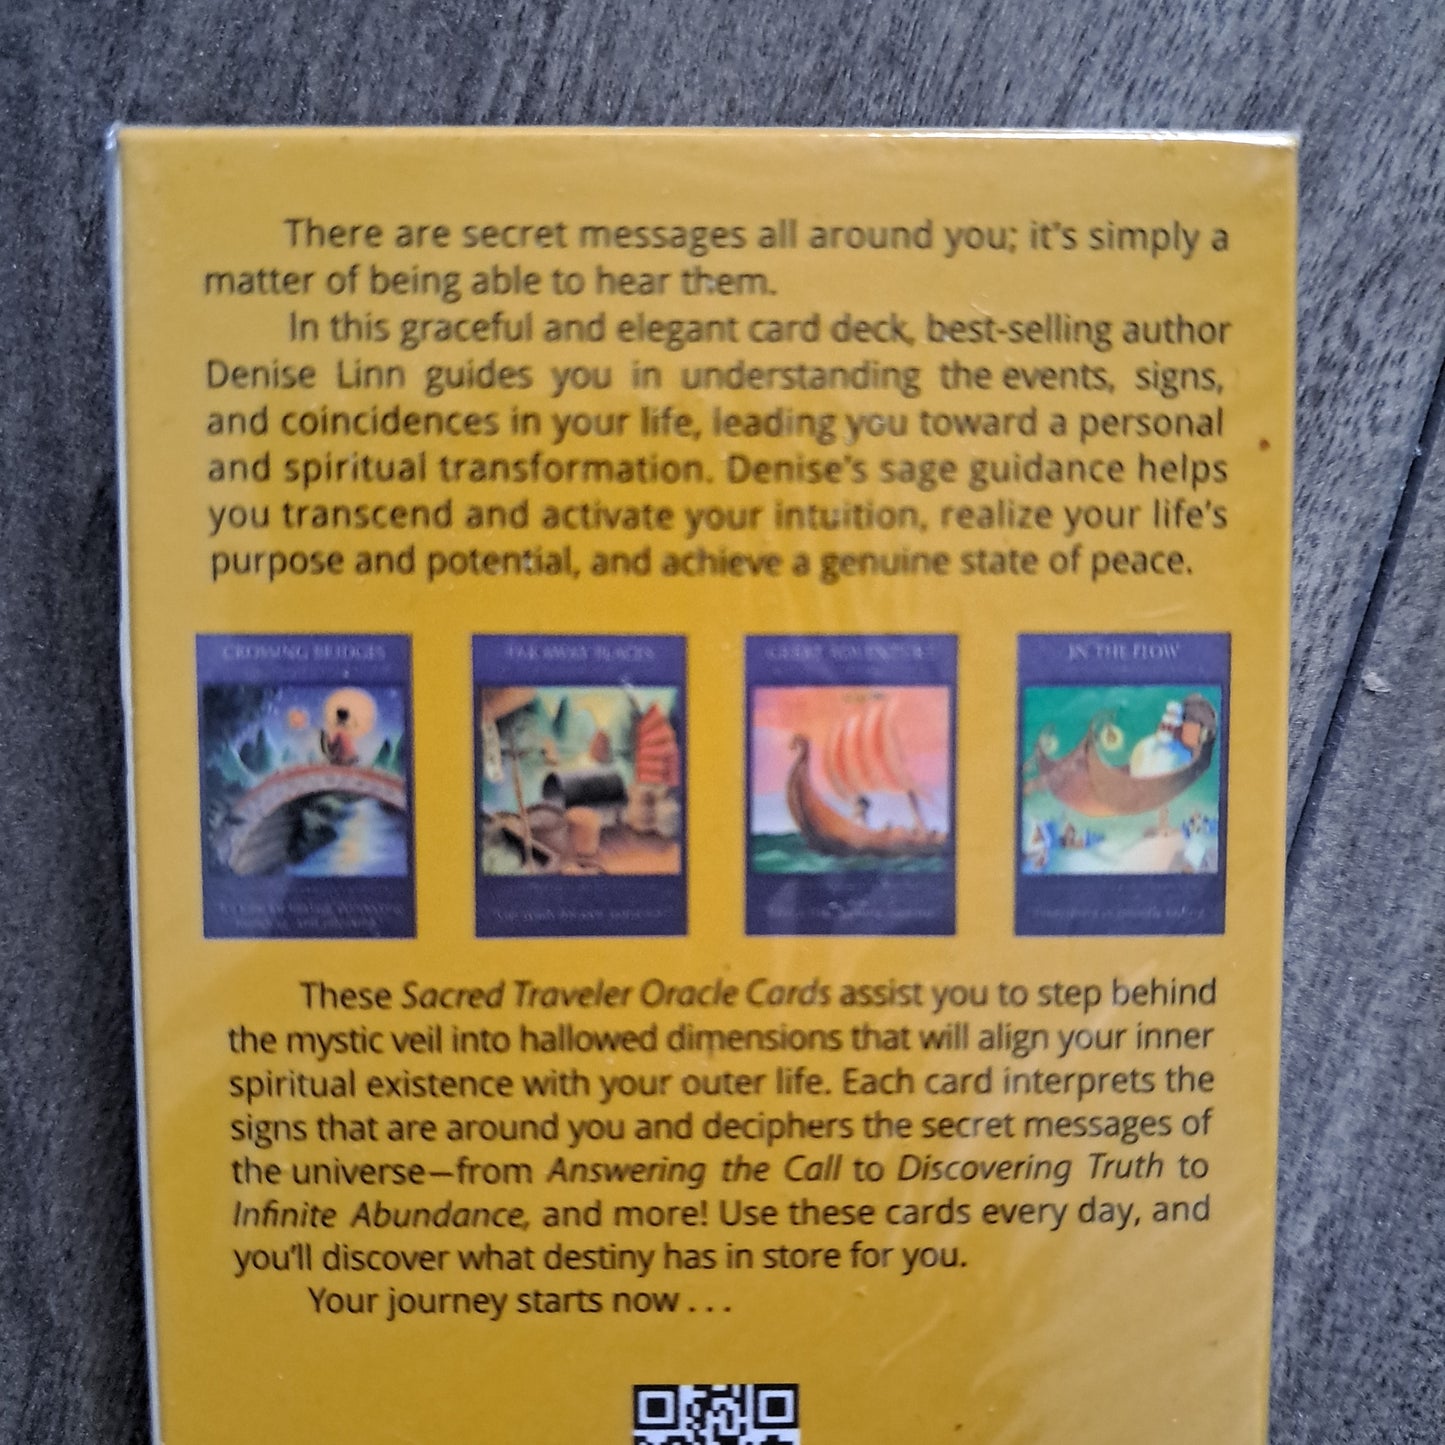 There are secret messages all around you; it's simply a
matter of being able to hear them.
In this graceful and elegant card deck, best-selling author
Denise Linn guides you in understanding the events, signs,
and coincidences in your life, leading you toward a personal
and spiritual transformation. Denise's sage guidance helps
you transcend and activate your intuition, realize your life's
purpose and potential, and achieve a genuine state of peace.
CROSSING BRIDGES
FAR AWAY PLACES
IN THE FLOW
These Sacred Traveler Oracle Cards assist you to step behind
the mystic veil into hallowed dimensions that will align your inner
spiritual existence with your outer life. Each card interprets the
signs that are around you and deciphers the secret messages of
the universe—from Answering the Call to Discovering Truth to
Infinite Abundance, and more! Use these cards every day, and
you'll discover what destiny has in store for you.
Your journey starts now . . .